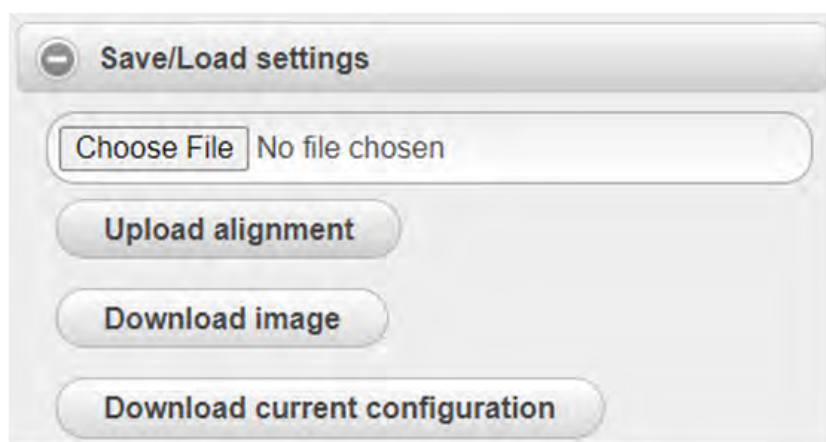 Save/Load settings
Choose File No file chosen
Upload alignment
Download image
Download current configuration